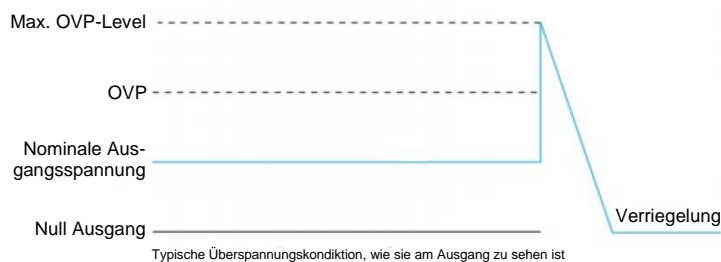 Max. OVP-Level
OVP
Nominale Aus-
gangsspannung
Null Ausgang
Verriegelung
Typische Überspannungskondiktion, wie sie am Ausgang zu sehen ist